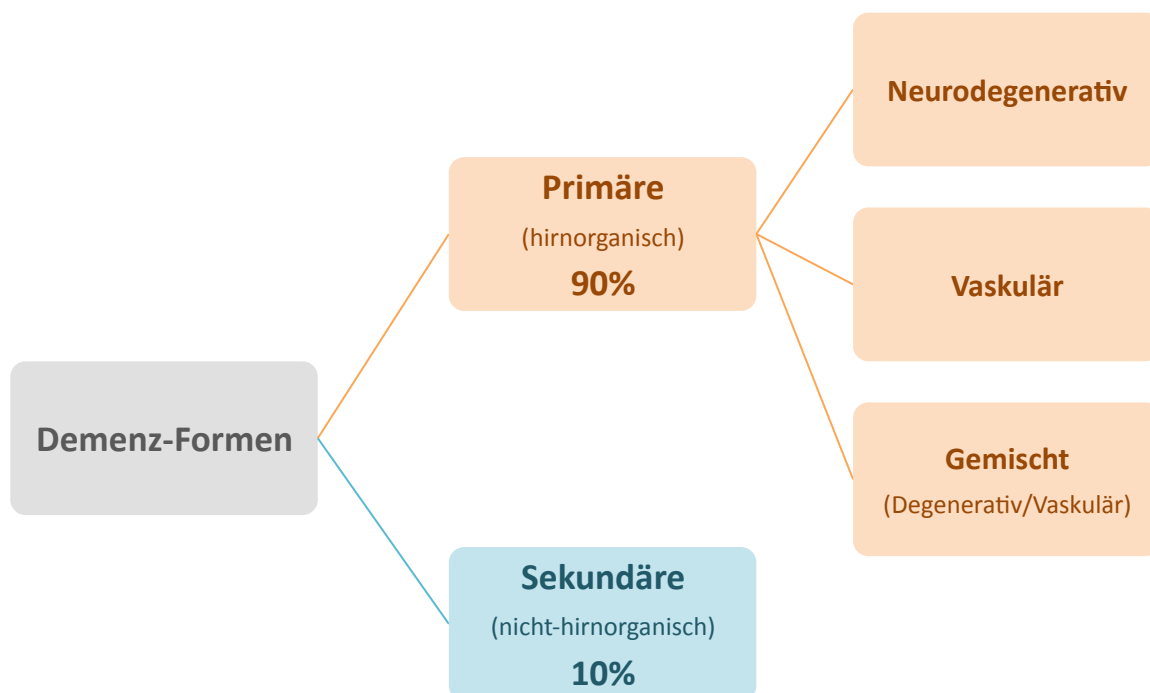 Demenz-Formen
Primäre
(hirnorganisch)
90%
Neurodegenerativ
Vaskulär
Gemischt
(Degenerativ/Vaskulär)
Sekundäre
(nicht-hirnorganisch)
10%